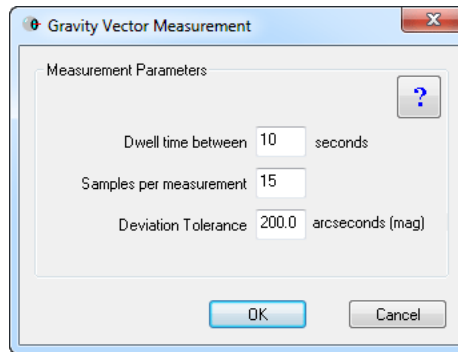 Gravity Vector Measurement
Measurement Parameters
?
Dwell time between 10 seconds
Samples per measurement 15
Deviation Tolerance 200.0 arcseconds (mag)
OK Cancel